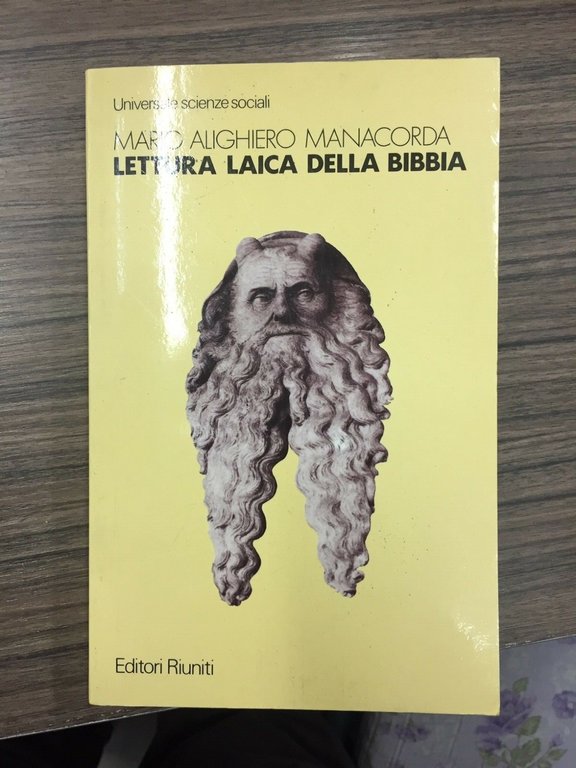 Universale scienze sociali
MARIO ALIGHIERO MANACORDA
LETTURA LAICA DELLA BIBBIA
Editori Riuniti